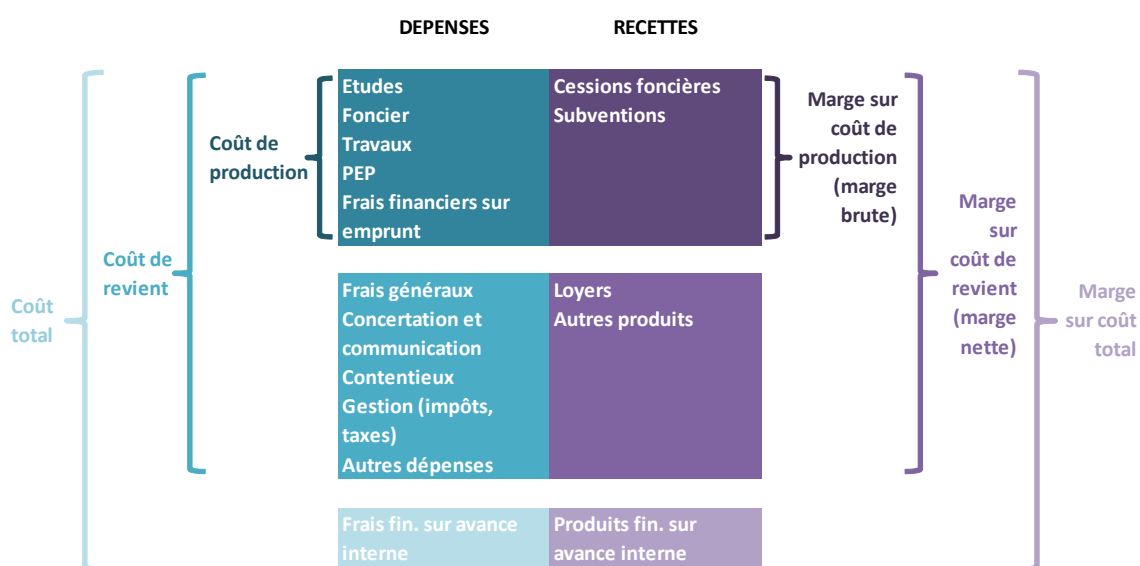 DEPENSES
RECETTES
Etudes
Foncier
Travaux
PEP
Frais financiers sur
emprunt
Cessions foncières
Subventions
Coût de
production
Marge sur
coût de
production
(marge
brute)
Frais généraux
Concertation et
communication
Contentieux
Gestion (impôts,
taxes)
Autres dépenses
Loyers
Autres produits
Coût de
revient
Marge
sur
coût de
revient
(marge
nette)
Coût
total
Marge
sur coût
total
Frais fin. sur avance
interne
Produits fin. sur
avance interne